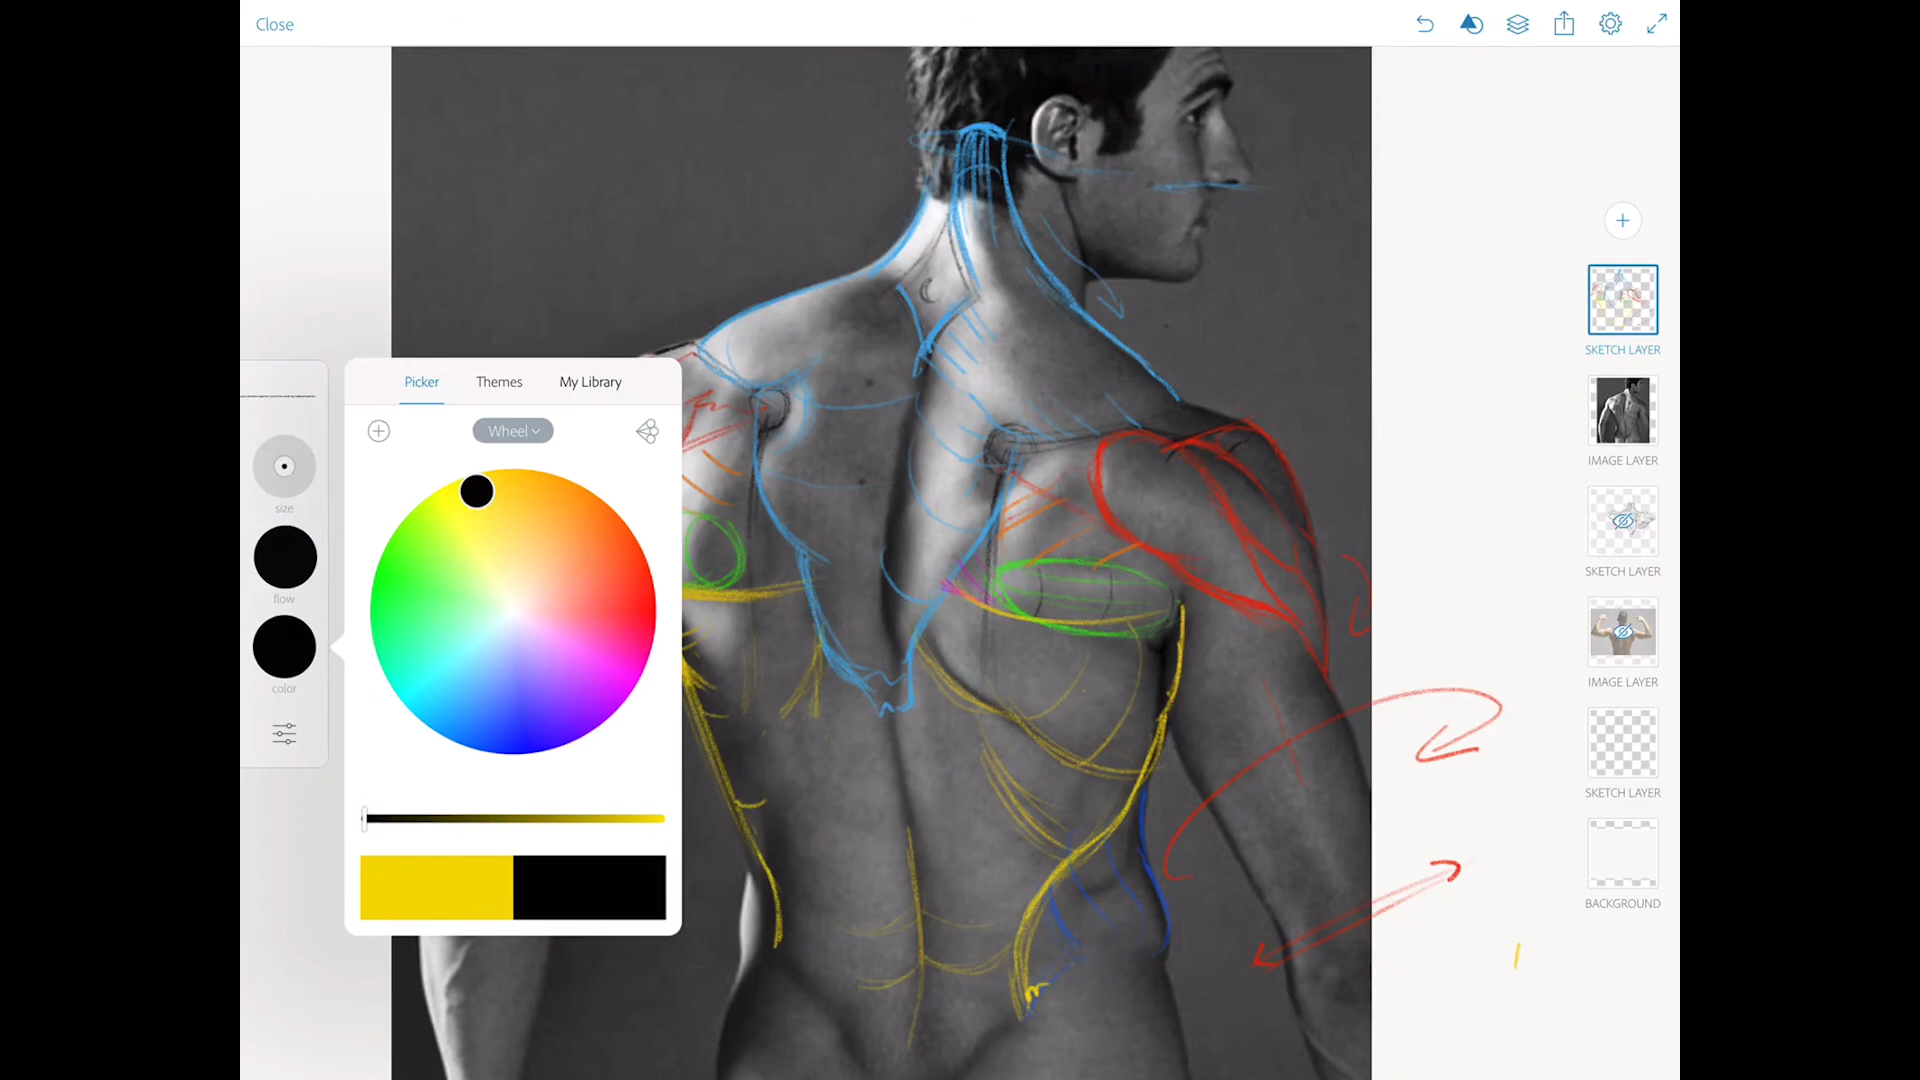 Close
Picker
Themes
My Library
Wheel
size
flow
color
SKETCH LAYER
IMAGE LAYER
SKETCH LAYER
IMAGE LAYER
SKETCH LAYER
BACKGROUND